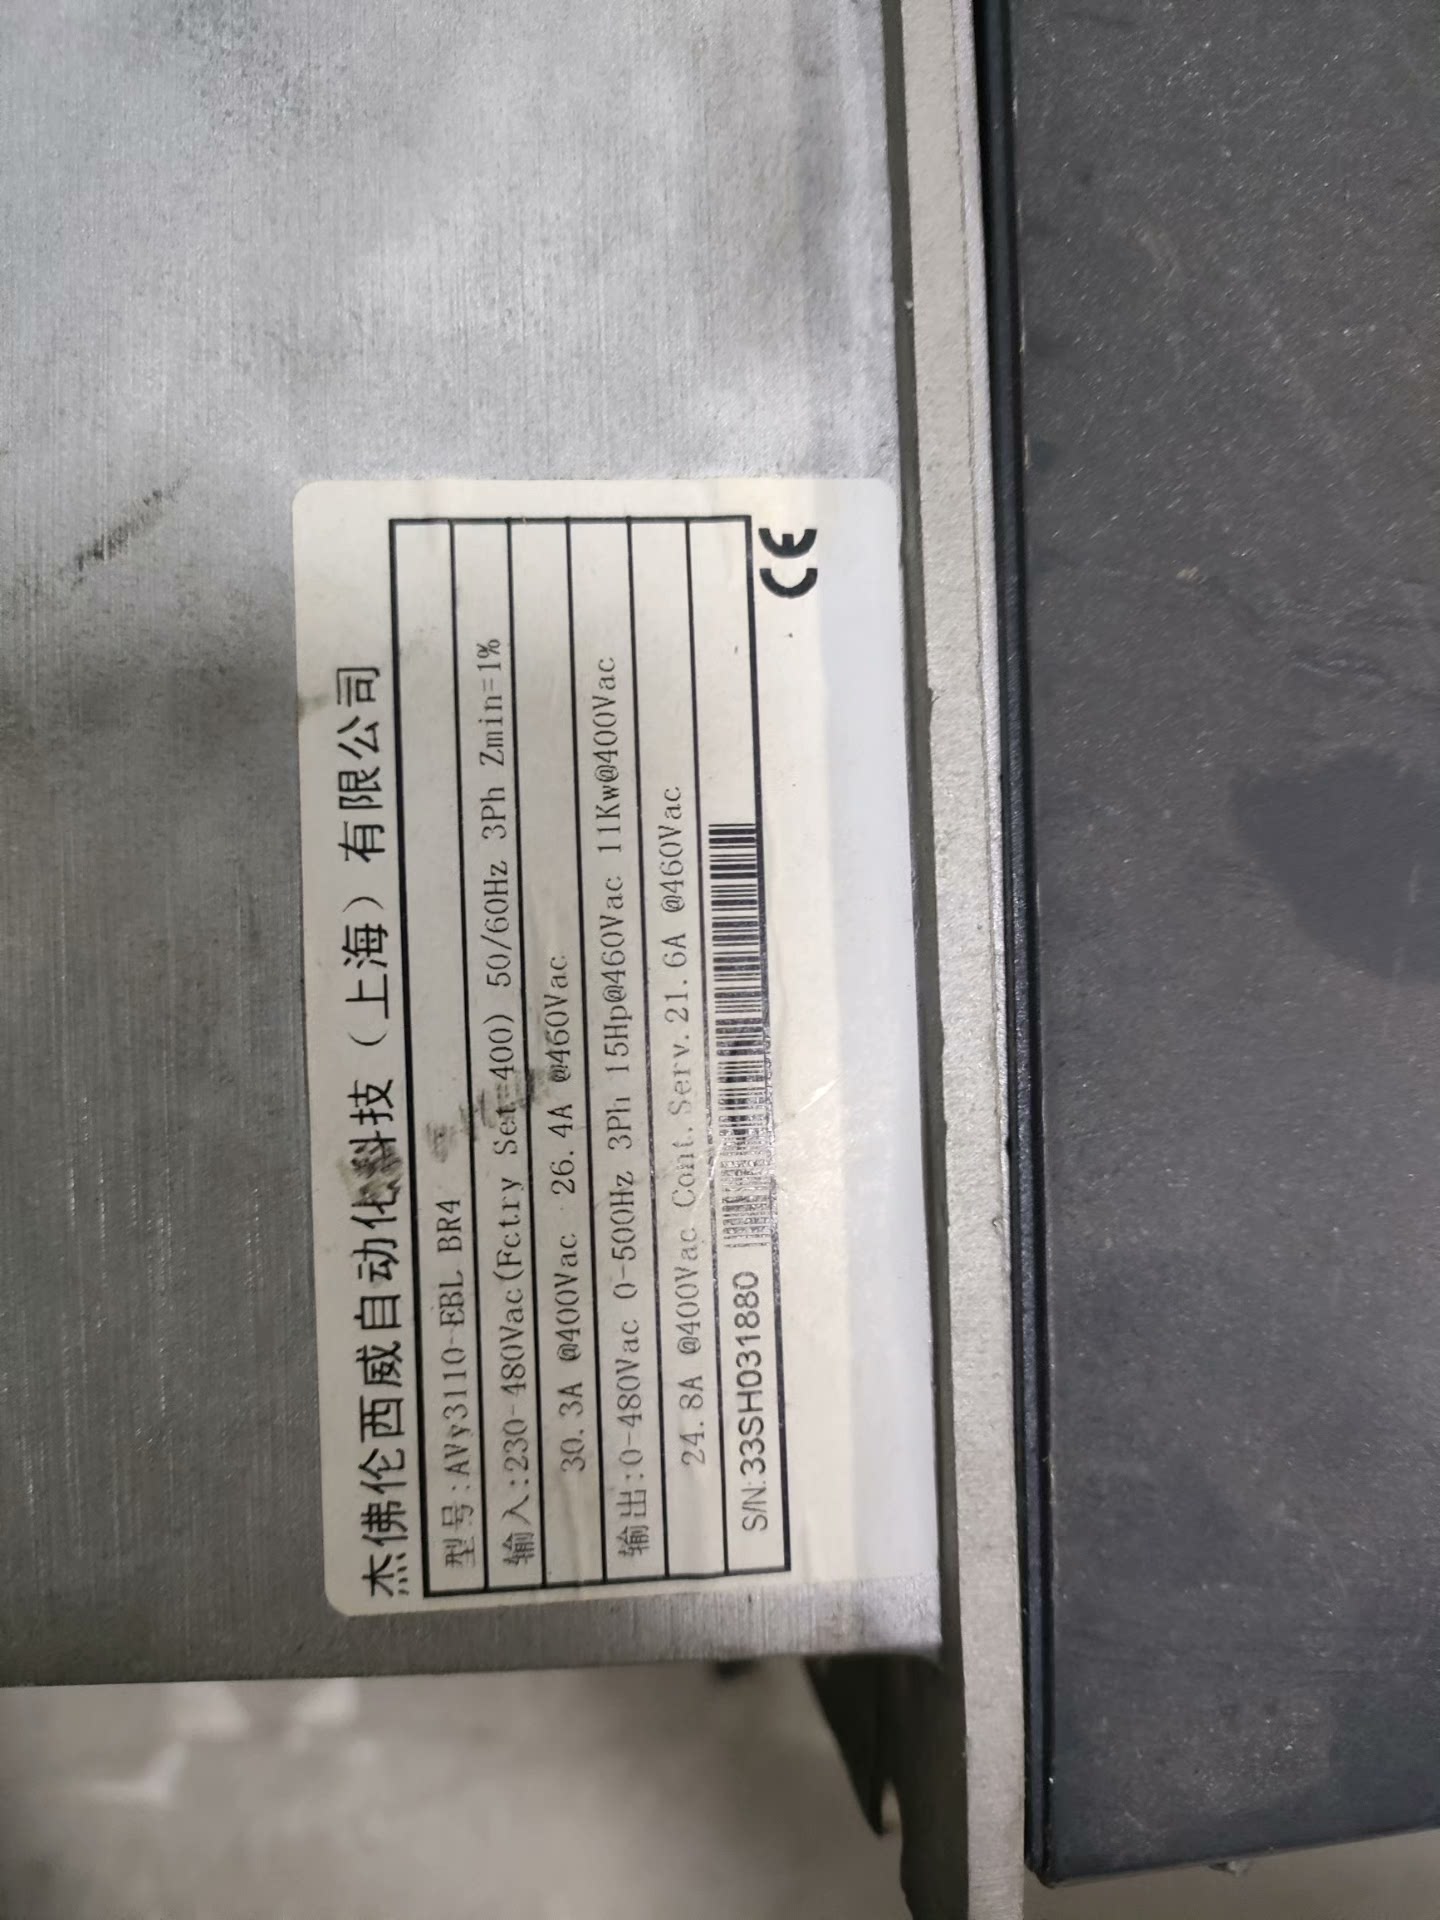 杰佛伦西威自动化科技（上海）有限公司
型号:AVy3110-EBL BR4
输入:230-480Vac(Fctry Set 400) 50/60Hz 3Ph Zmin=1%
30.3A @400Vac 26.4A @460Vac
输出:0-480Vac 0-500Hz 3Ph 15Hp@460Vac 11Kw@400Vac
24.8A @400Vac Cont.Serv.21.6A @460Vac
S/N:33SH031880
CE